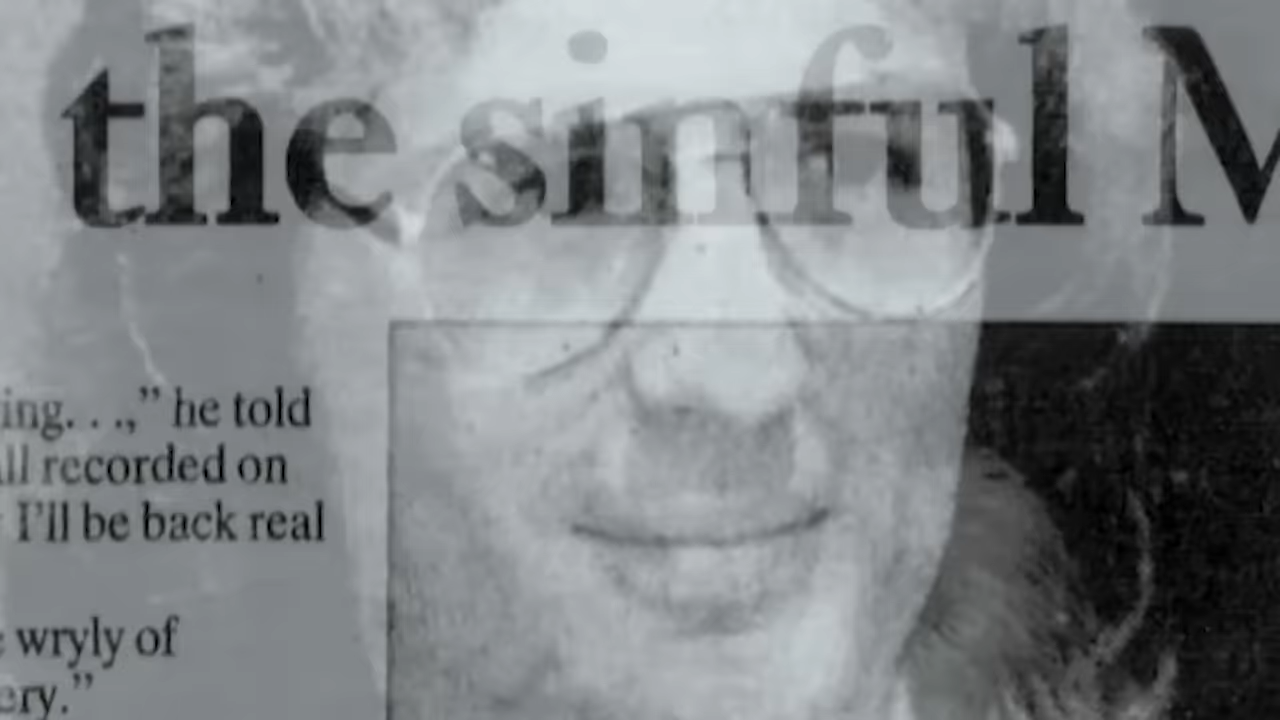 the sinful M
ing. . .,” he told
ll recorded on
I’ll be back real
wryly of
ery.”